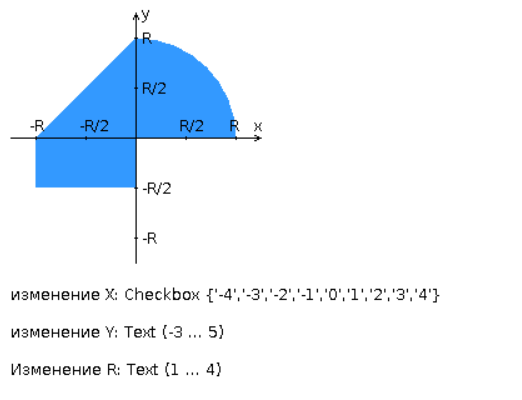 y
R
R/2
-R
-R/2
R/2
R
x
-R/2
-R
изменение X: Checkbox {'-4','-3','-2','-1','0','1','2','3','4'}
изменение Y: Text (-3 ... 5)
Изменение R: Text (1 ... 4)